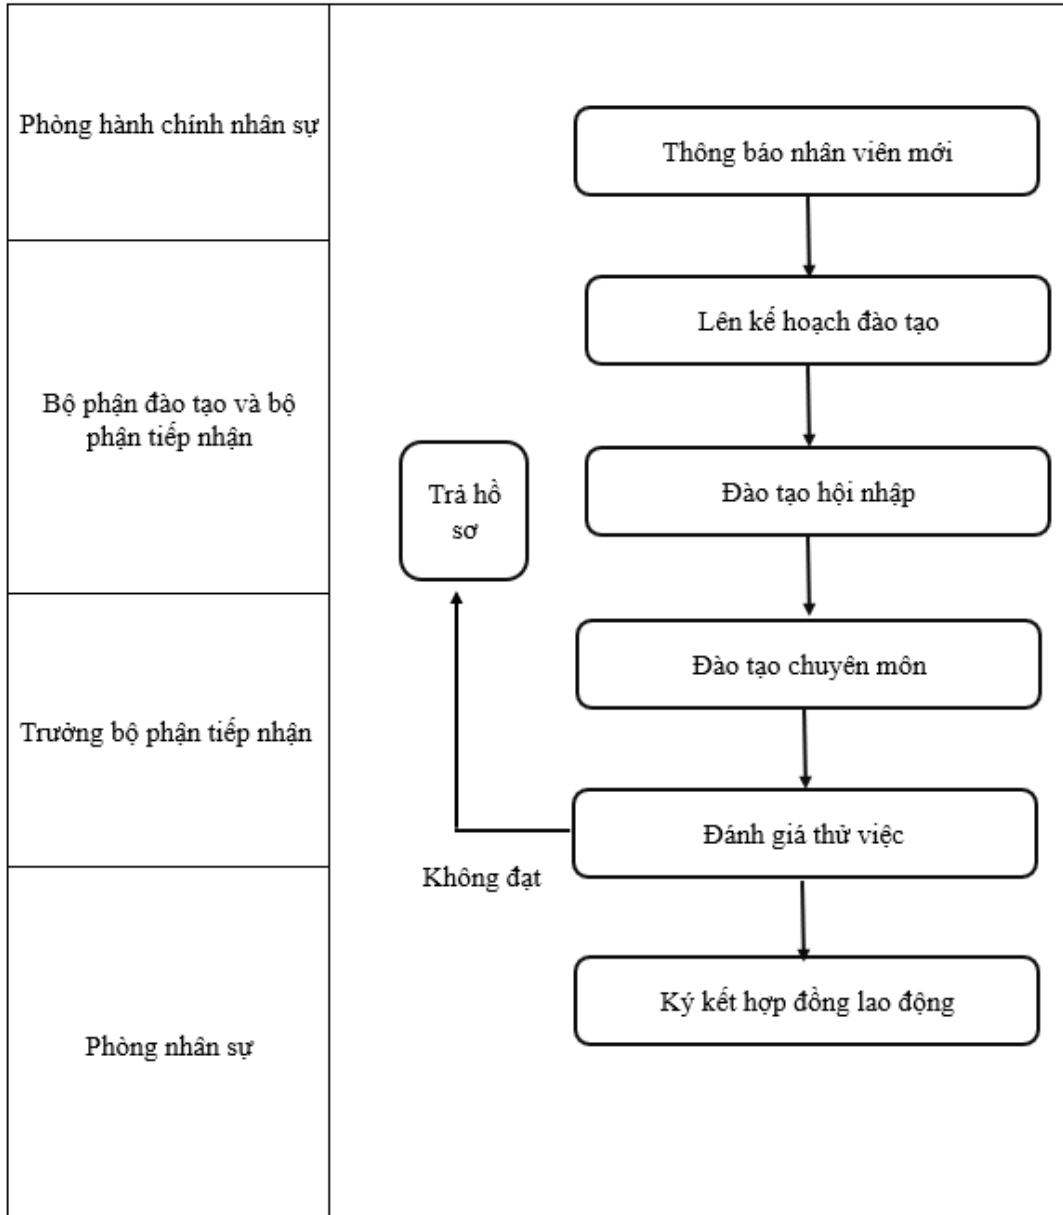 Phòng hành chính nhân sự
Thông báo nhân viên mới
Lên kế hoạch đào tạo
Bộ phận đào tạo và bộ
phận tiếp nhận
Đào tạo hội nhập
Trả hồ
sơ
Đào tạo chuyên môn
Trưởng bộ phận tiếp nhận
Đánh giá thử việc
Không đạt
Ký kết hợp đồng lao động
Phòng nhân sự